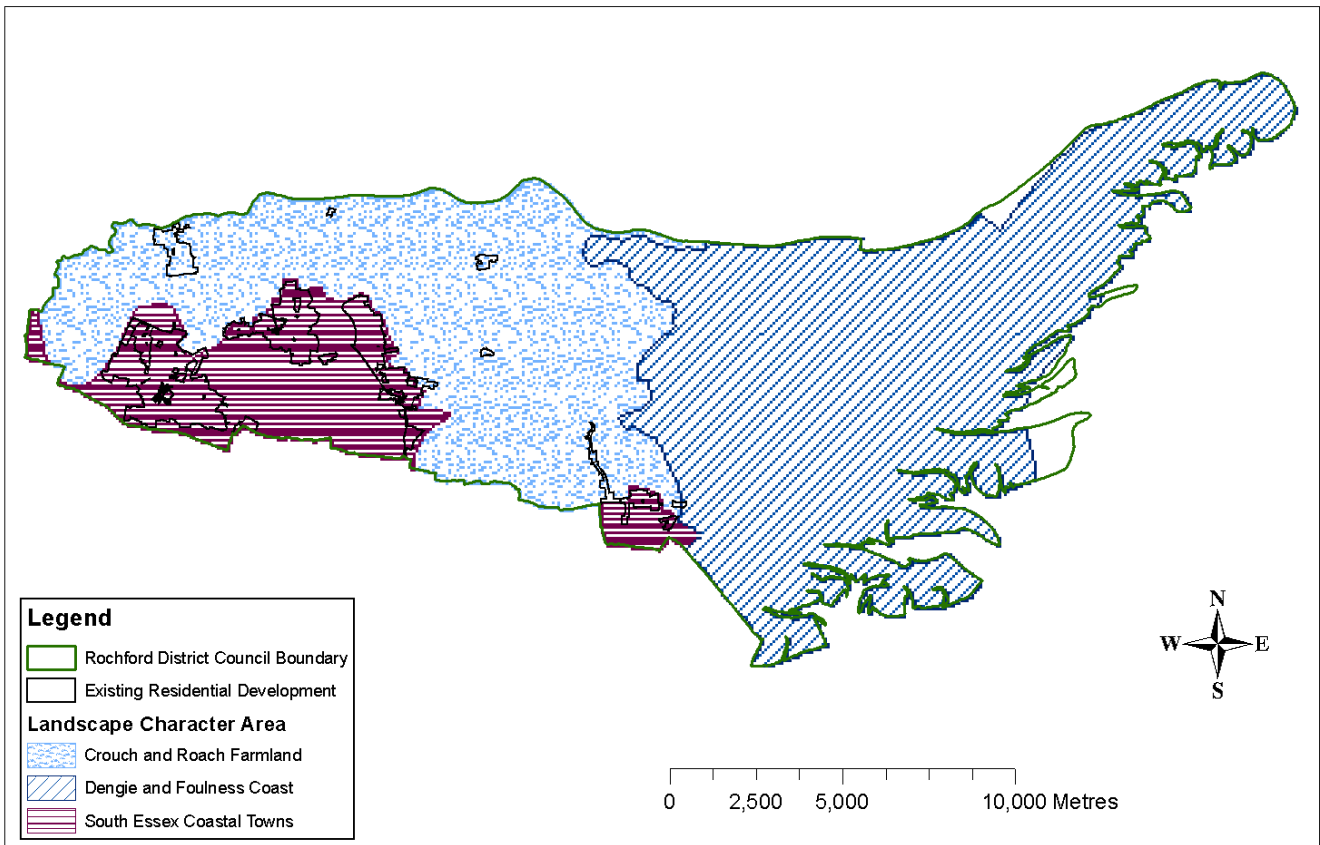 Legend
Rochford District Council Boundary
Existing Residential Development
Landscape Character Area
Crouch and Roach Farmland
Dengie and Foulness Coast
South Essex Coastal Towns
0 2,500 5,000 10,000 Metres
N
W E
S